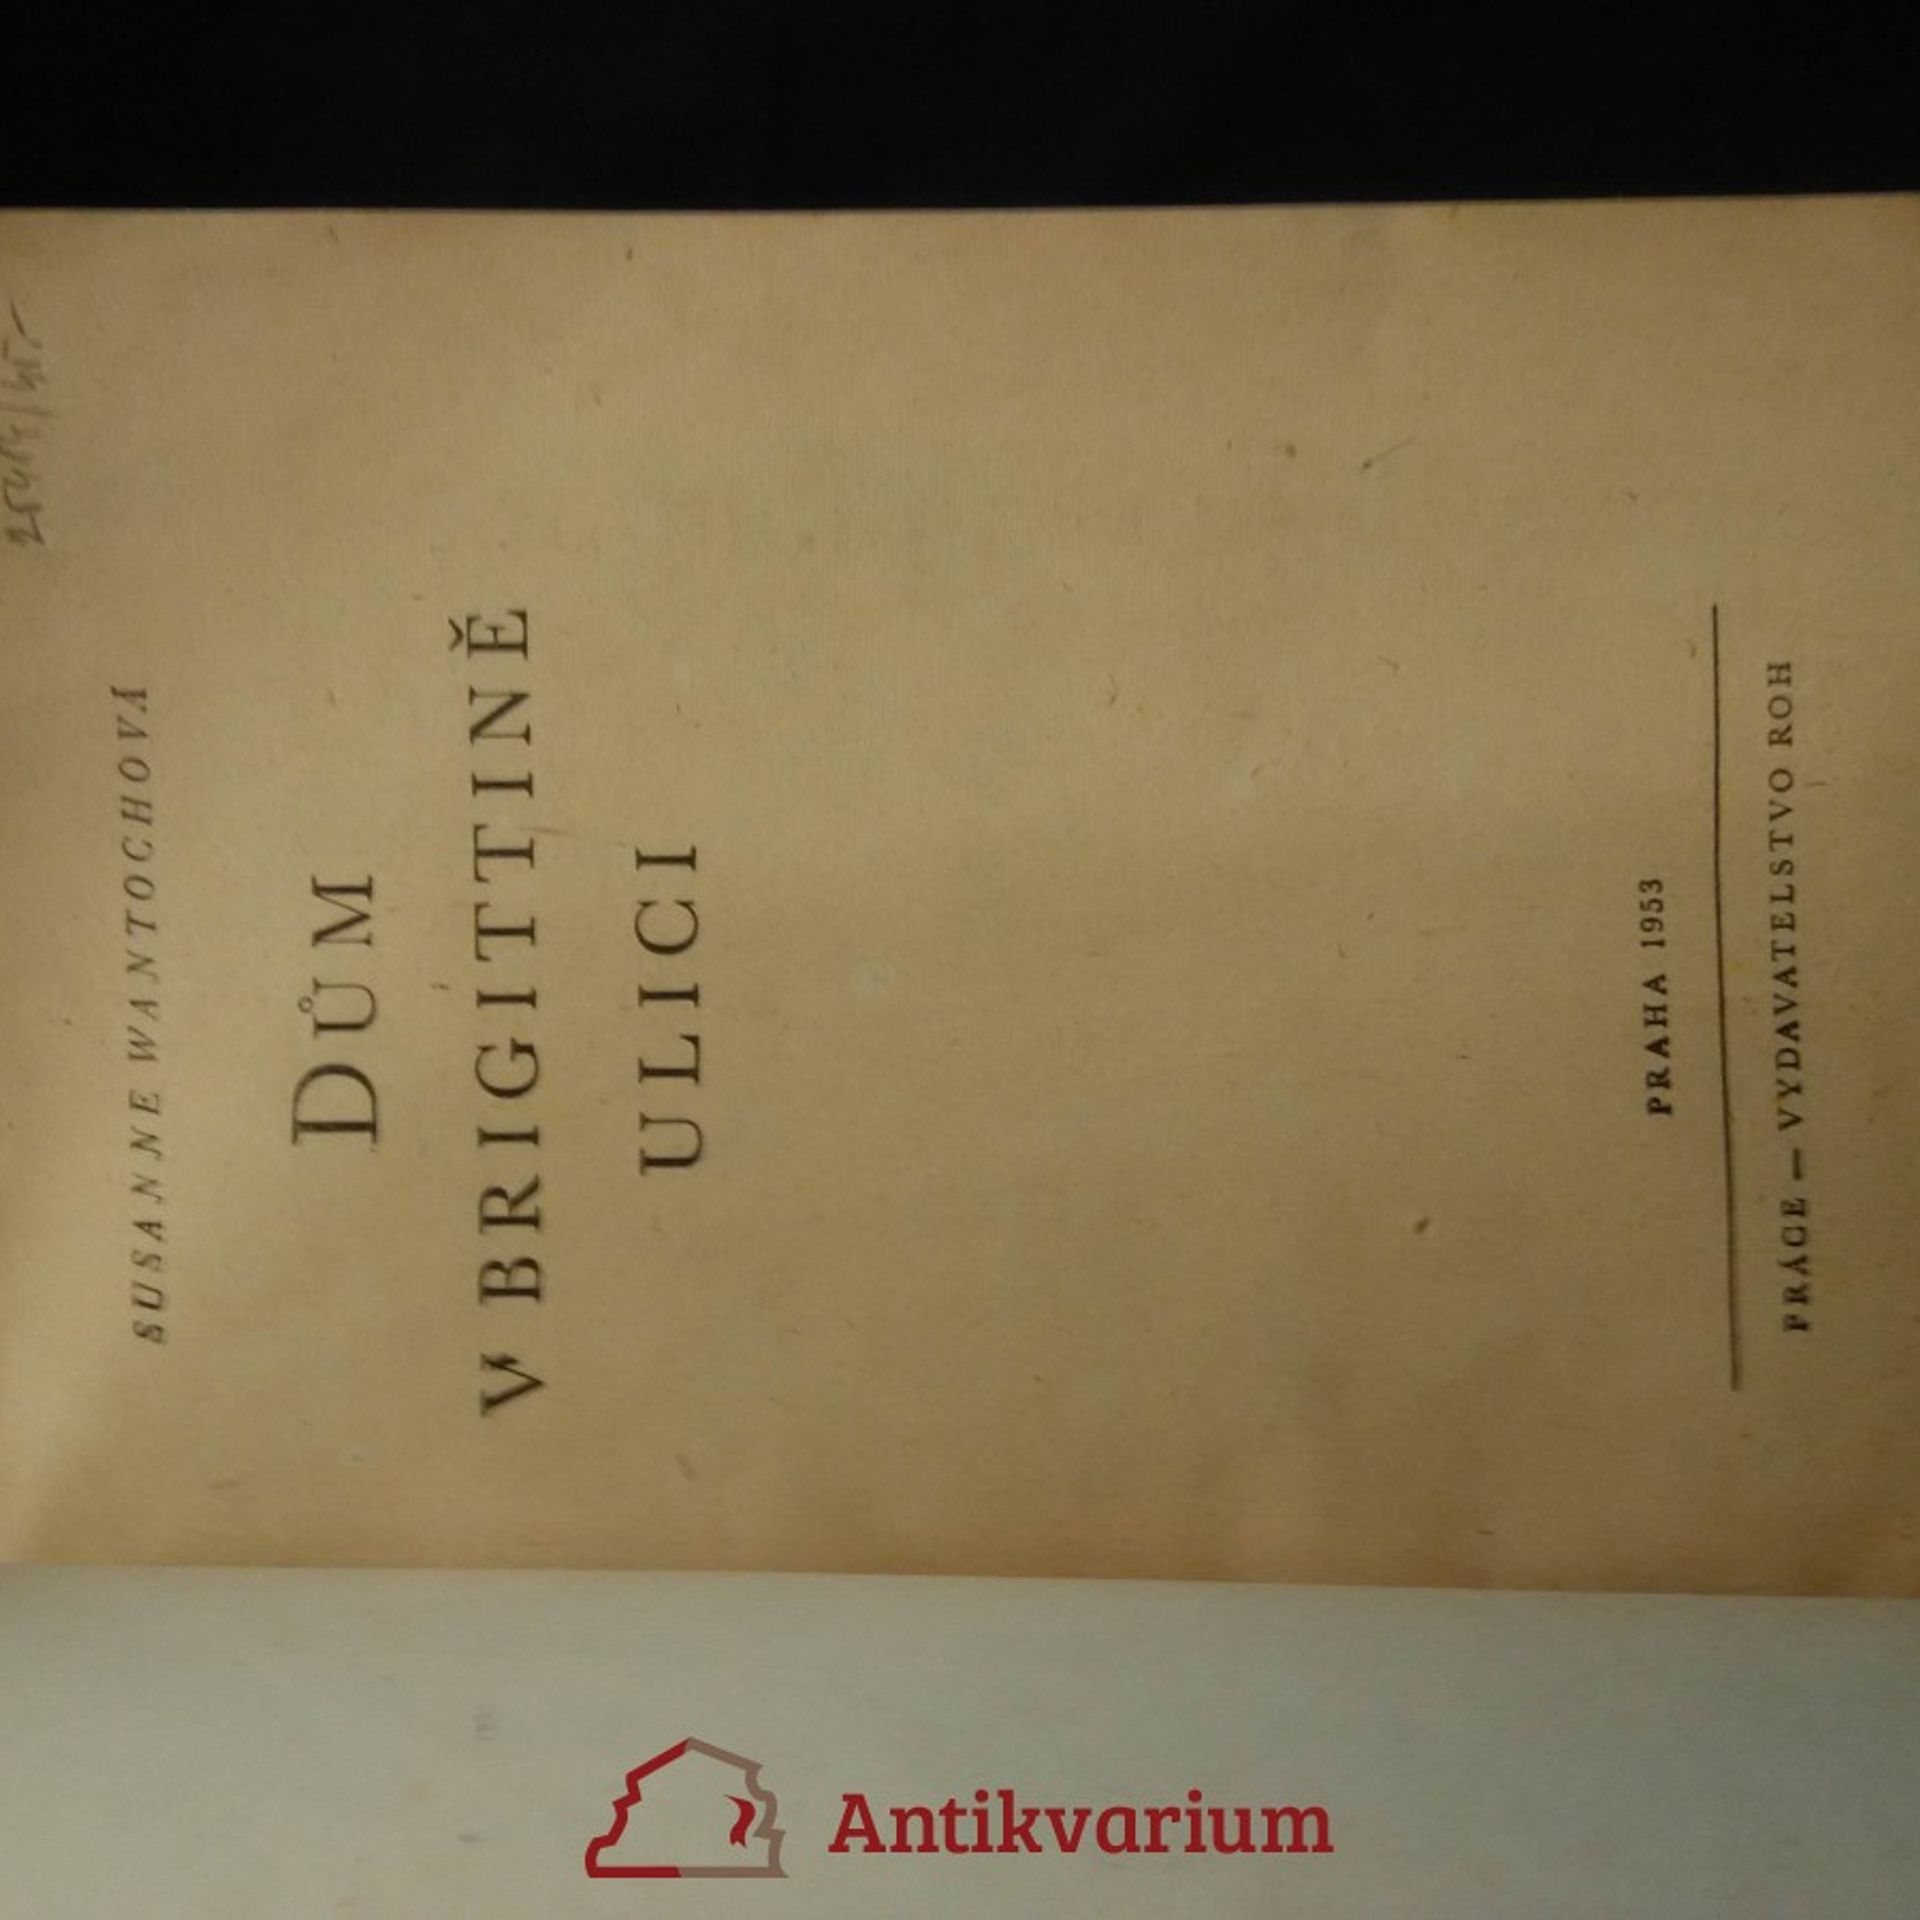 SUSANNE WANTOCHOVÁ
DŮM
V BRIGITTINĚ
ULICI
PRAHA 1953
PRÁCE — VYDAVATELSTVO ROH
Antikvarium